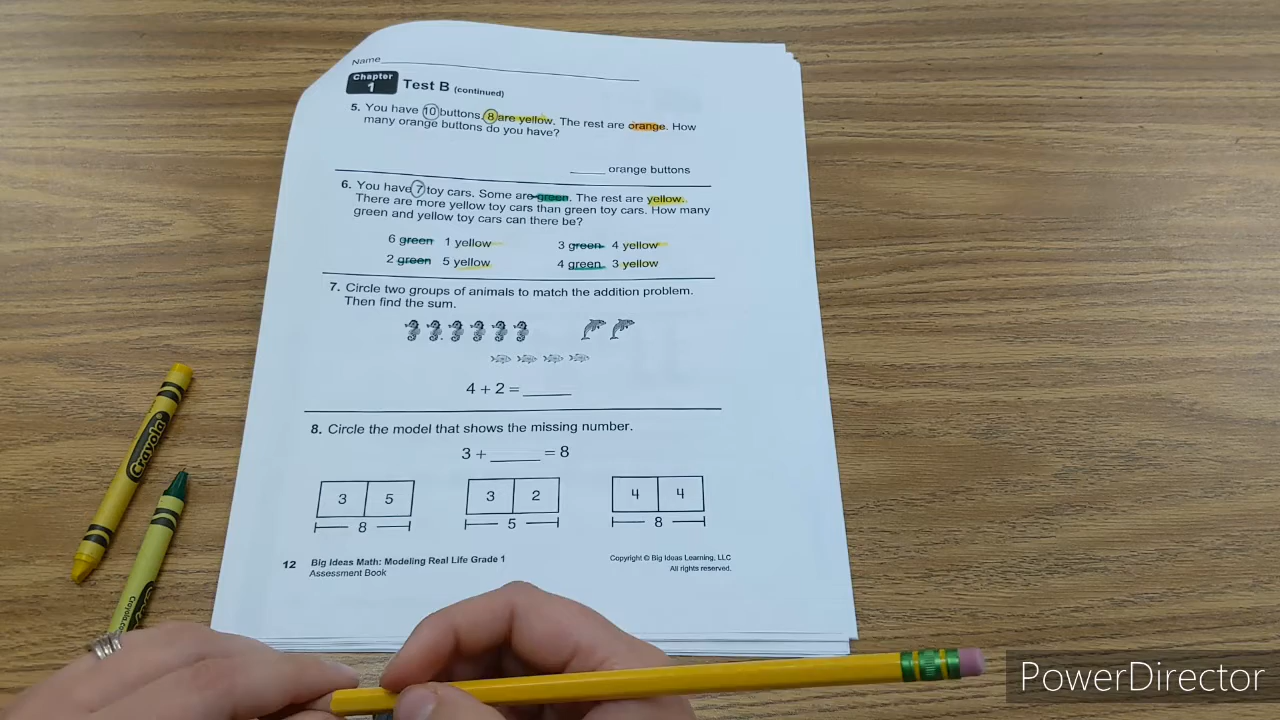 Name
Chapter
1
Test B (continued)
5. You have 10 buttons. 8 are yellow. The rest are orange. How
many orange buttons do you have?
_____ orange buttons
6. You have 7 toy cars. Some are green. The rest are yellow.
There are more yellow toy cars than green toy cars. How many
green and yellow toy cars can there be?
6 green 1 yellow 3 green 4 yellow
2 green 5 yellow 4 green 3 yellow
7. Circle two groups of animals to match the addition problem.
Then find the sum.
4 + 2 = _____
8. Circle the model that shows the missing number.
3 + _____ = 8
3 5 3 2 4 4
8 5 8
12 Big Ideas Math: Modeling Real Life Grade 1
Assessment Book
Copyright © Big Ideas Learning, LLC
All rights reserved.
Crayola
Crayola.co
PowerDirector